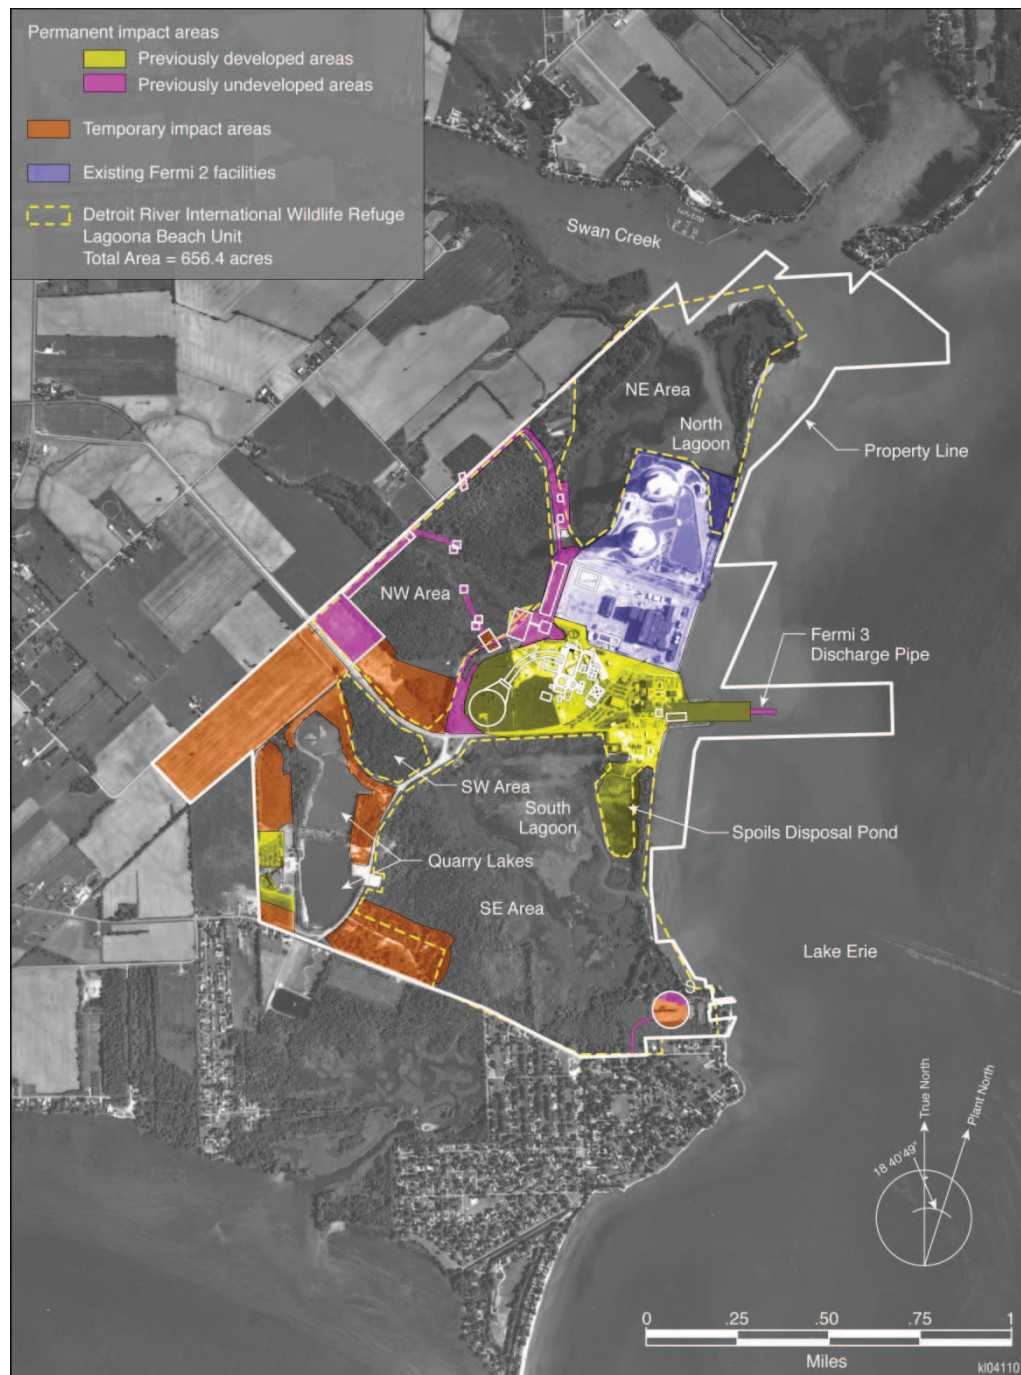 Permanent impact areas
Previously developed areas
Previously undeveloped areas
Temporary impact areas
Existing Fermi 2 facilities
Detroit River International Wildlife Refuge
Lagoona Beach Unit
Total Area = 656.4 acres
Swan Creek
NE Area
North
Lagoon
Property Line
NW Area
Fermi 3
Discharge Pipe
SW Area
South
Lagoon
Spoils Disposal Pond
Quarry Lakes
SE Area
Lake Erie
S
True North
Plant North
18 40'49"
0 .25 .50 .75 1
Miles
kl04110